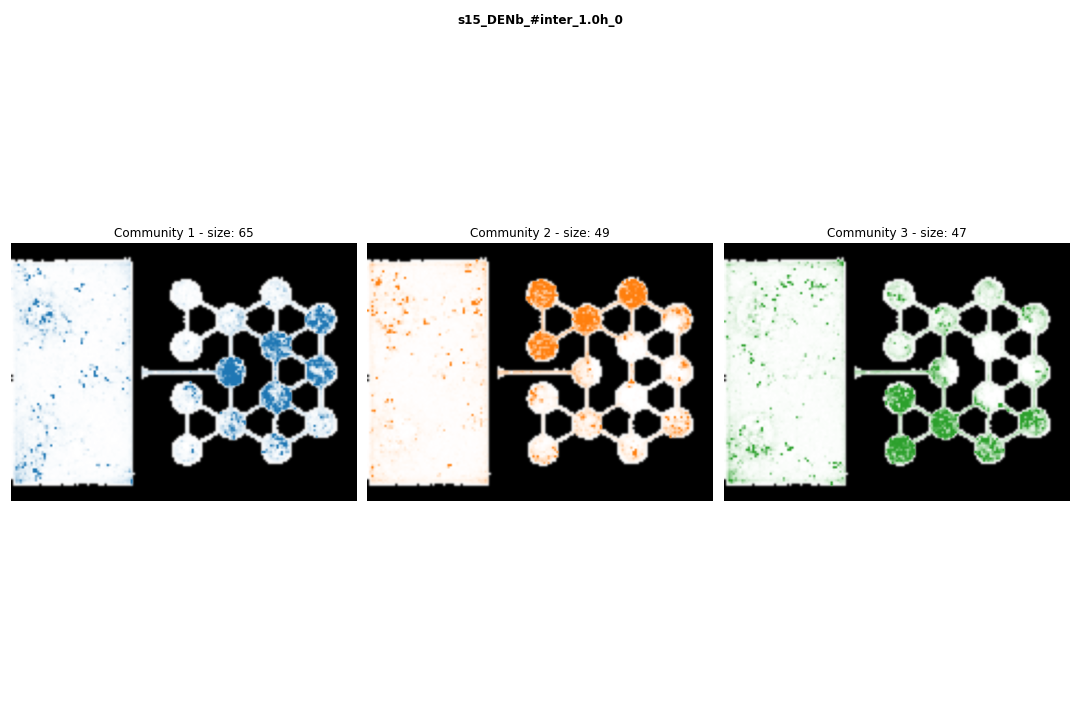 s15_DENb_#inter_1.0h_0
Community 1 - size: 65
Community 2 - size: 49
Community 3 - size: 47